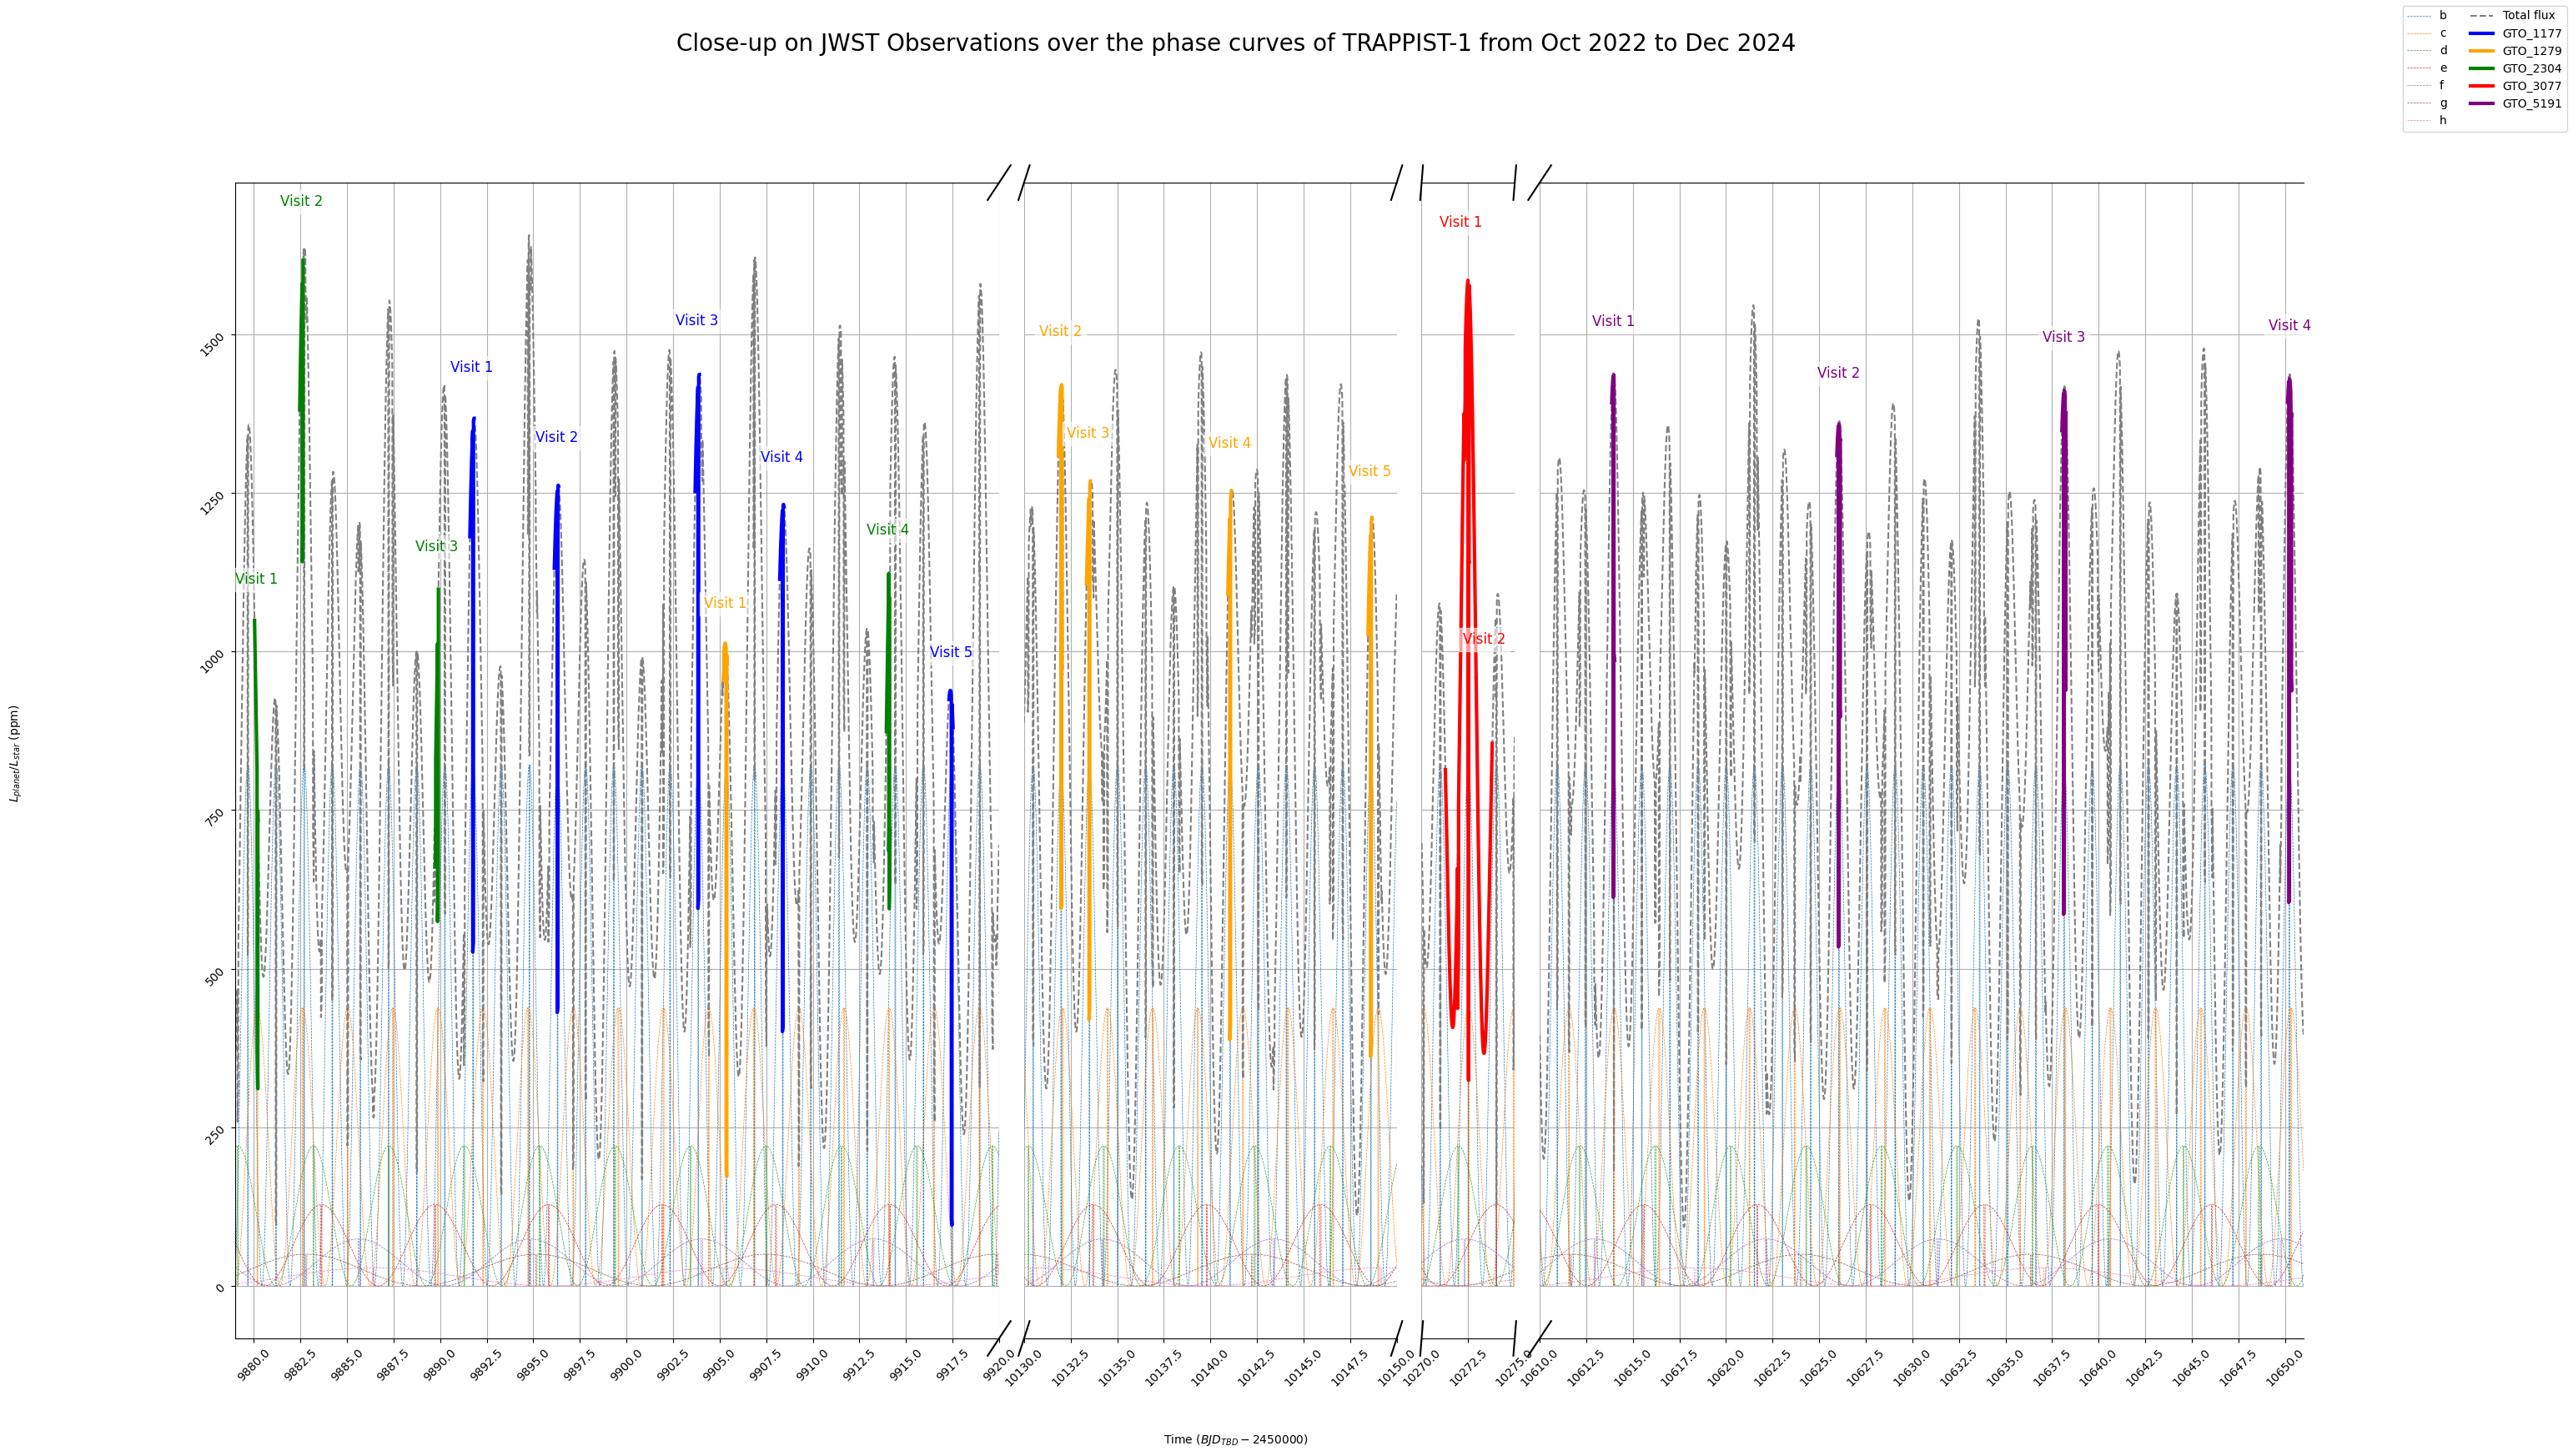 Close-up on JWST Observations over the phase curves of TRAPPIST-1 from Oct 2022 to Dec 2024
b
c
d
e
f
g
h
Total flux
GTO_1177
GTO_1279
GTO_2304
GTO_3077
GTO_5191
Visit 2
Visit 1
Visit 3
Visit 1
Visit 2
Visit 3
Visit 4
Visit 1
Visit 4
Visit 5
Visit 1
Visit 2
Visit 3
Visit 4
Visit 5
Visit 1
Visit 2
Visit 1
Visit 2
Visit 3
Visit 4
1500
1250
1000
750
500
250
0
L_planet/L_star (ppm)
9880.0 9882.5 9885.0 9887.5 9890.0 9892.5 9895.0 9897.5 9900.0 9902.5 9905.0 9907.5 9910.0 9912.5 9915.0 9917.5 9920.0
10130.0 10132.5 10135.0 10137.5 10140.0 10142.5 10145.0 10147.5 10150.0
10270.0 10272.5 10275.0
10610.0 10612.5 10615.0 10617.5 10620.0 10622.5 10625.0 10627.5 10630.0 10632.5 10635.0 10637.5 10640.0 10642.5 10645.0 10647.5 10650.0
Time (BJD_TBD − 2450000)